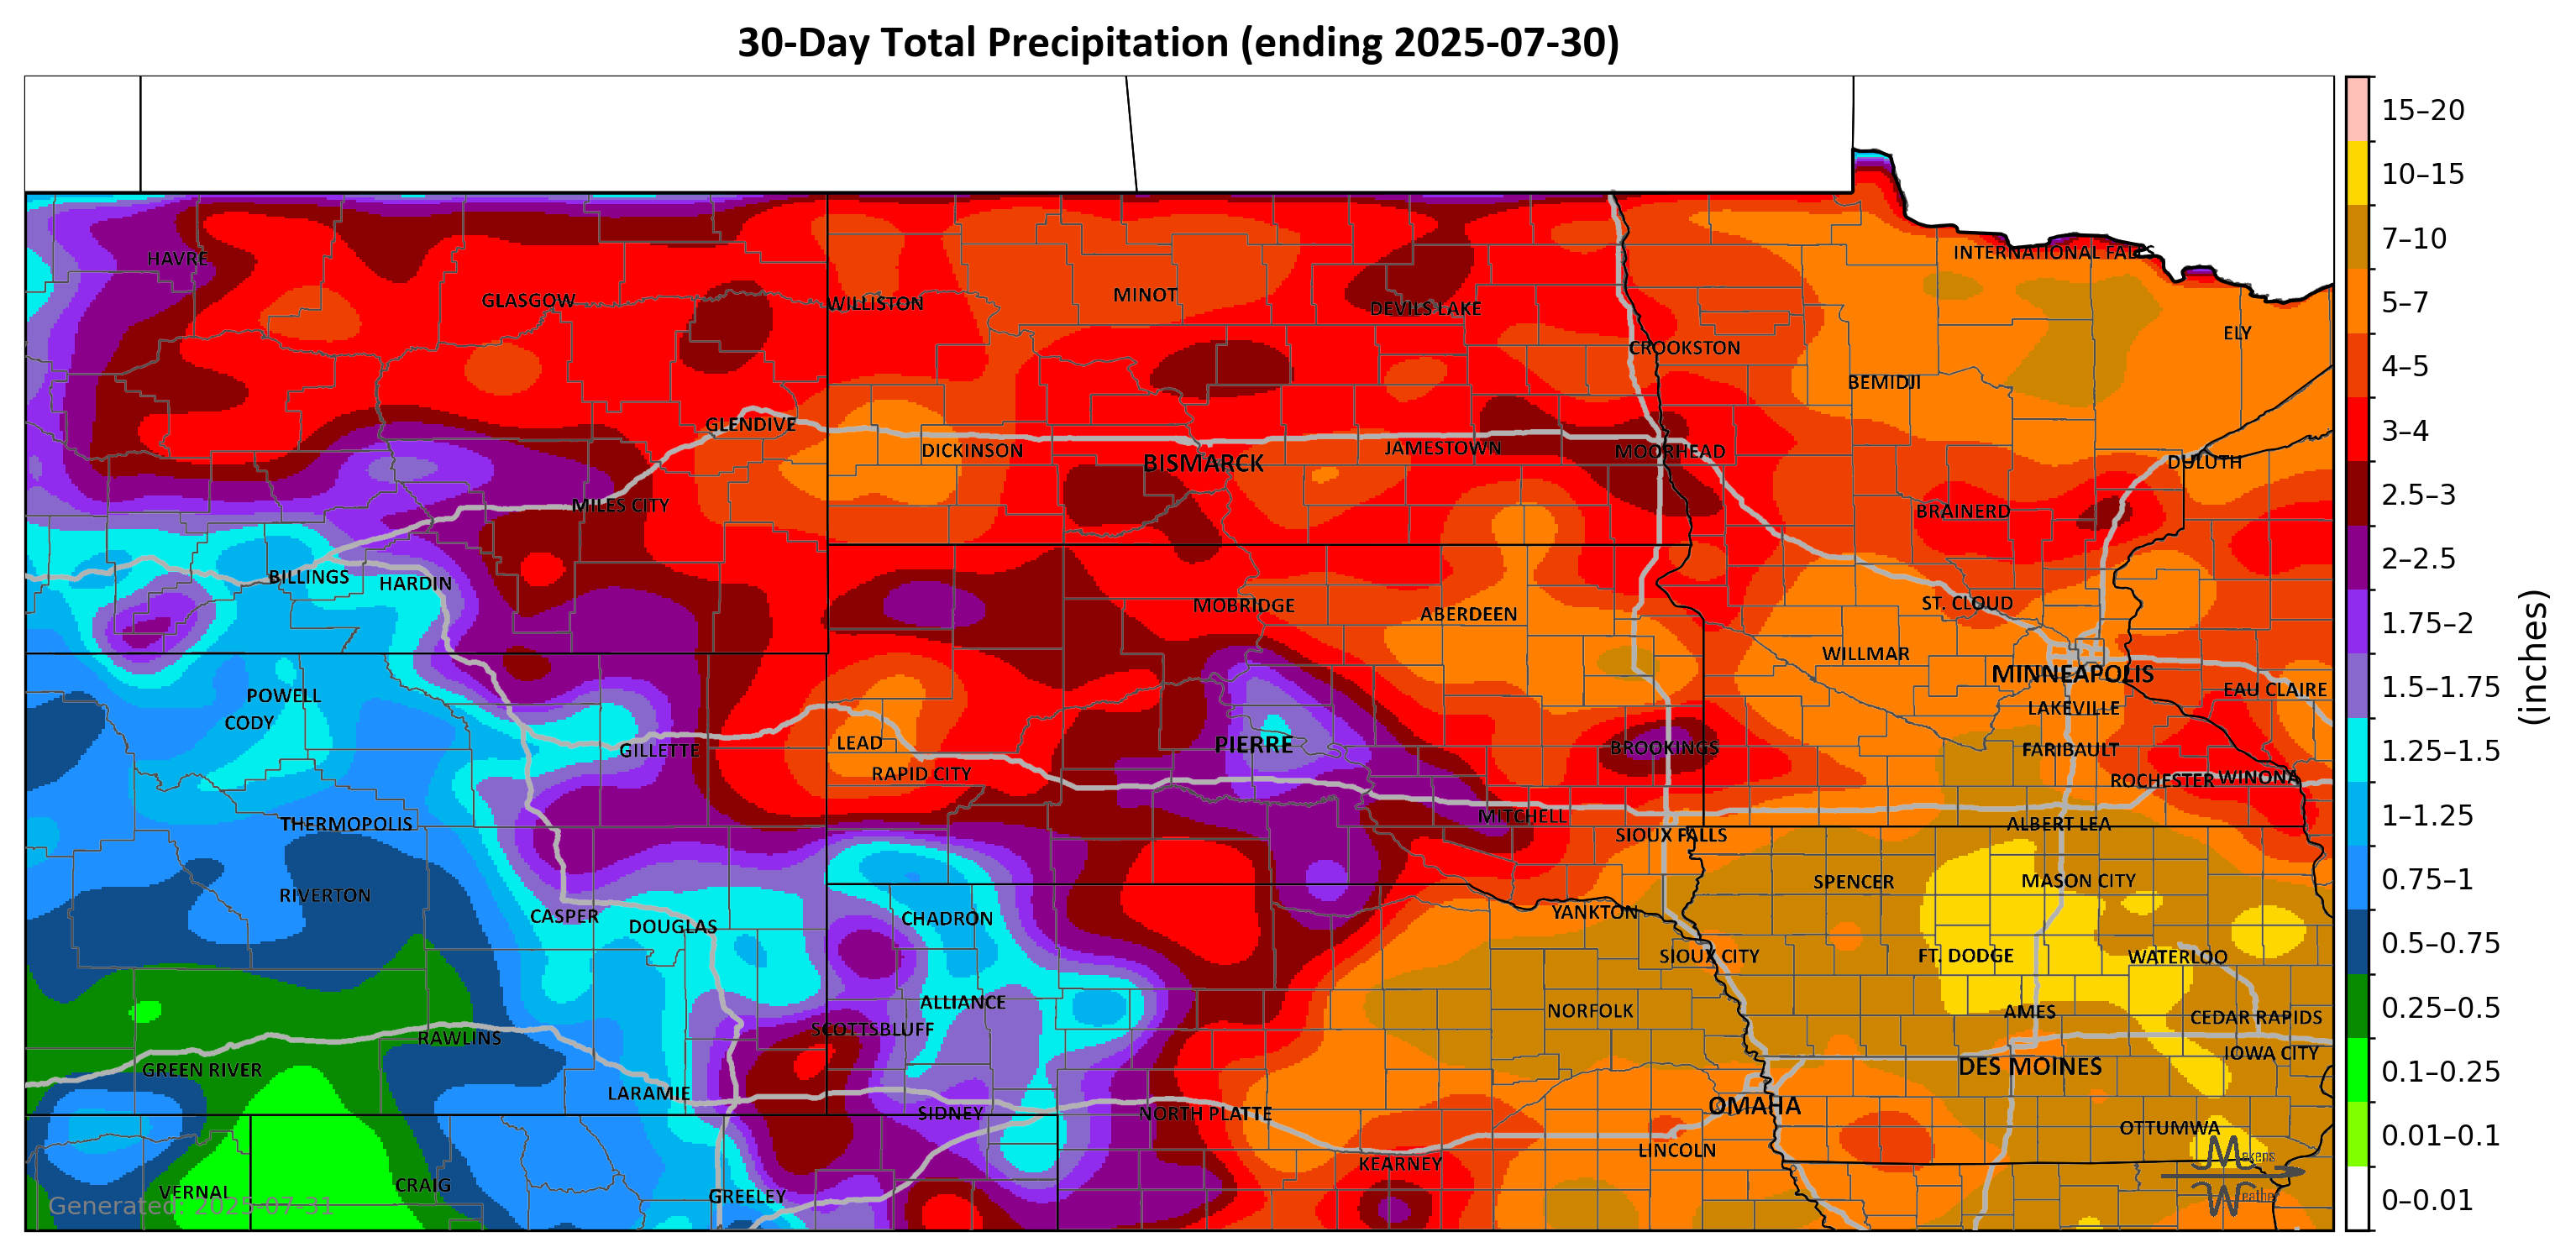 30-Day Total Precipitation (ending 2025-07-30)
15–20
10–15
7–10
5–7
4–5
3–4
2.5–3
2–2.5
1.75–2
1.5–1.75
1.25–1.5
1–1.25
0.75–1
0.5–0.75
0.25–0.5
0.1–0.25
0.01–0.1
0–0.01
(inches)
HAVRE
INTERNATIONAL FALLS
GLASGOW
WILLISTON
MINOT
DEVILS LAKE
ELY
CROOKSTON
BEMIDJI
GLENDIVE
DICKINSON
BISMARCK
JAMESTOWN
MOORHEAD
DULUTH
MILES CITY
BRAINERD
BILLINGS
HARDIN
MOBRIDGE
ABERDEEN
ST. CLOUD
WILLMAR
MINNEAPOLIS
POWELL
EAU CLAIRE
CODY
LAKEVILLE
GILLETTE
LEAD
PIERRE
BROOKINGS
FARIBAULT
RAPID CITY
ROCHESTER
WINONA
THERMOPOLIS
MITCHELL
SIOUX FALLS
ALBERT LEA
RIVERTON
SPENCER
MASON CITY
CASPER
DOUGLAS
CHADRON
YANKTON
SIOUX CITY
FT. DODGE
WATERLOO
ALLIANCE
NORFOLK
AMES
CEDAR RAPIDS
RAWLINS
SCOTTSBLUFF
IOWA CITY
GREEN RIVER
DES MOINES
LARAMIE
SIDNEY
NORTH PLATTE
OMAHA
OTTUMWA
LINCOLN
KEARNEY
VERNAL
CRAIG
GREELEY
Makens
Weather
Generated: 2025-07-31